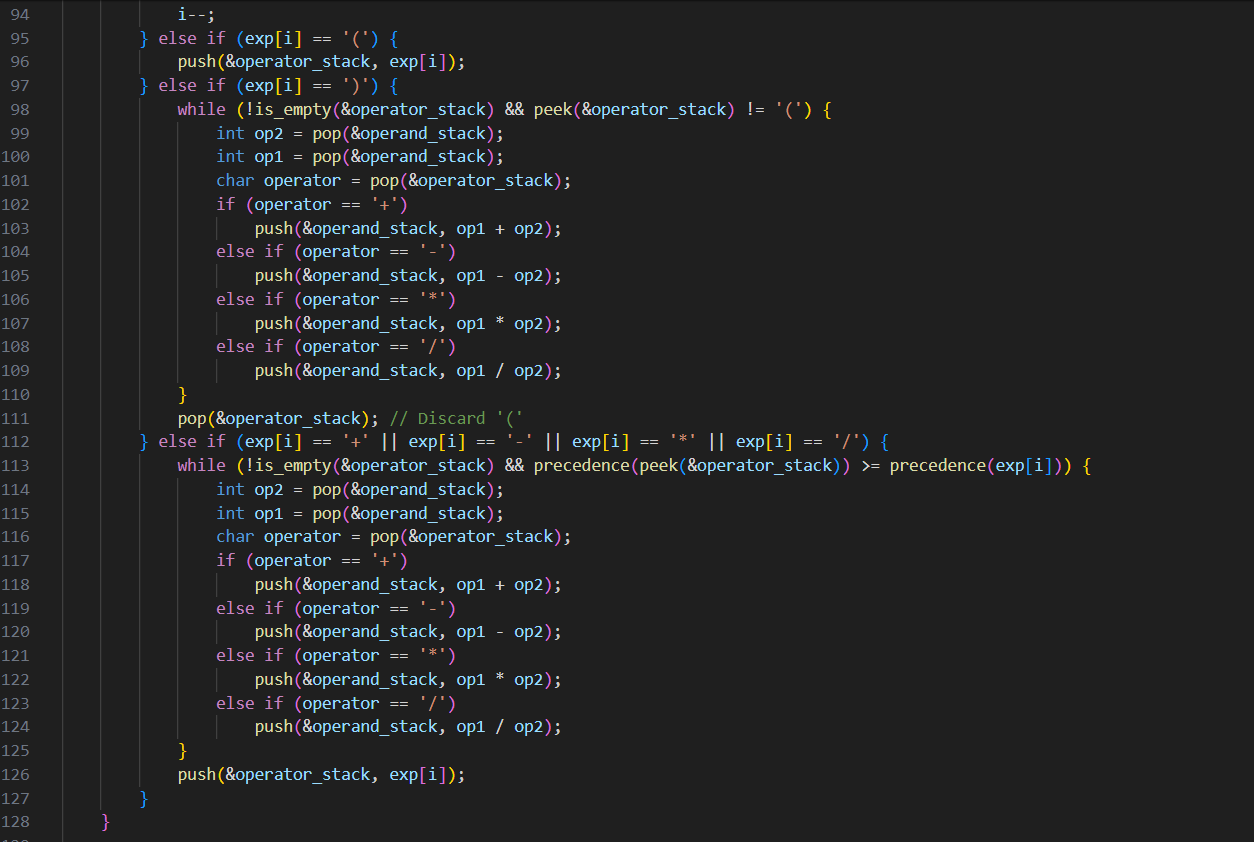 94 i--;
95 } else if (exp[i] == '(') {
96 push(&operator_stack, exp[i]);
97 } else if (exp[i] == ')') {
98 while (!is_empty(&operator_stack) && peek(&operator_stack) != '(') {
99 int op2 = pop(&operand_stack);
100 int op1 = pop(&operand_stack);
101 char operator = pop(&operator_stack);
102 if (operator == '+')
103 push(&operand_stack, op1 + op2);
104 else if (operator == '-')
105 push(&operand_stack, op1 - op2);
106 else if (operator == '*')
107 push(&operand_stack, op1 * op2);
108 else if (operator == '/')
109 push(&operand_stack, op1 / op2);
110 }
111 pop(&operator_stack); // Discard '('
112 } else if (exp[i] == '+' || exp[i] == '-' || exp[i] == '*' || exp[i] == '/') {
113 while (!is_empty(&operator_stack) && precedence(peek(&operator_stack)) >= precedence(exp[i])) {
114 int op2 = pop(&operand_stack);
115 int op1 = pop(&operand_stack);
116 char operator = pop(&operator_stack);
117 if (operator == '+')
118 push(&operand_stack, op1 + op2);
119 else if (operator == '-')
120 push(&operand_stack, op1 - op2);
121 else if (operator == '*')
122 push(&operand_stack, op1 * op2);
123 else if (operator == '/')
124 push(&operand_stack, op1 / op2);
125 }
126 push(&operator_stack, exp[i]);
127 }
128 }